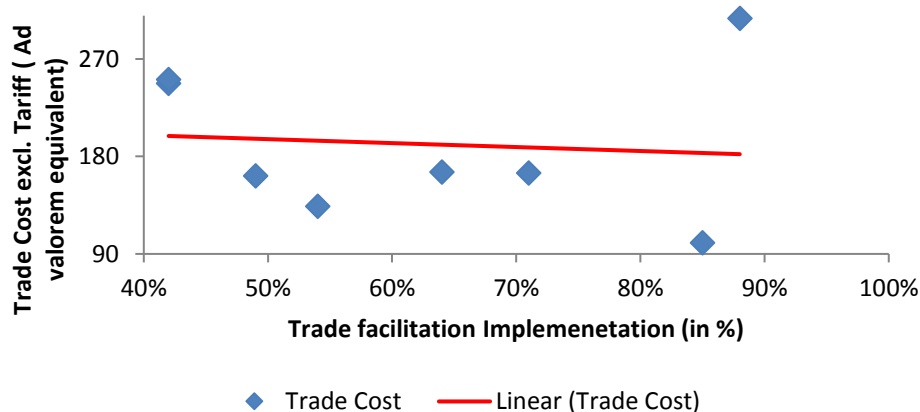 Trade Cost excl. Tariff ( Ad
valorem equivalent)
270
180
90
40%
50%
60%
70%
80%
90%
100%
Trade facilitation Implemenetation (in %)
Trade Cost
Linear (Trade Cost)